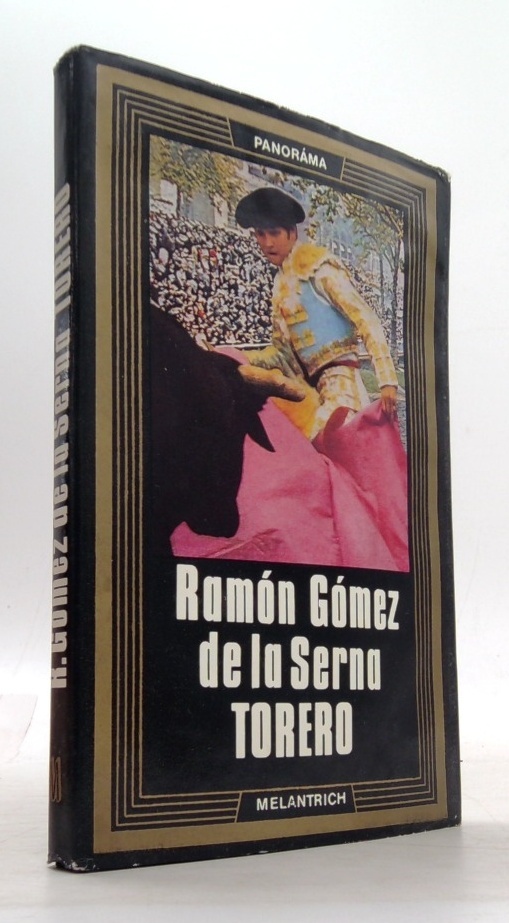 PANORÁMA
Ramón Gómez
de la Serna
TORERO
MELANTRICH
R. Gómez de la Serna TORERO